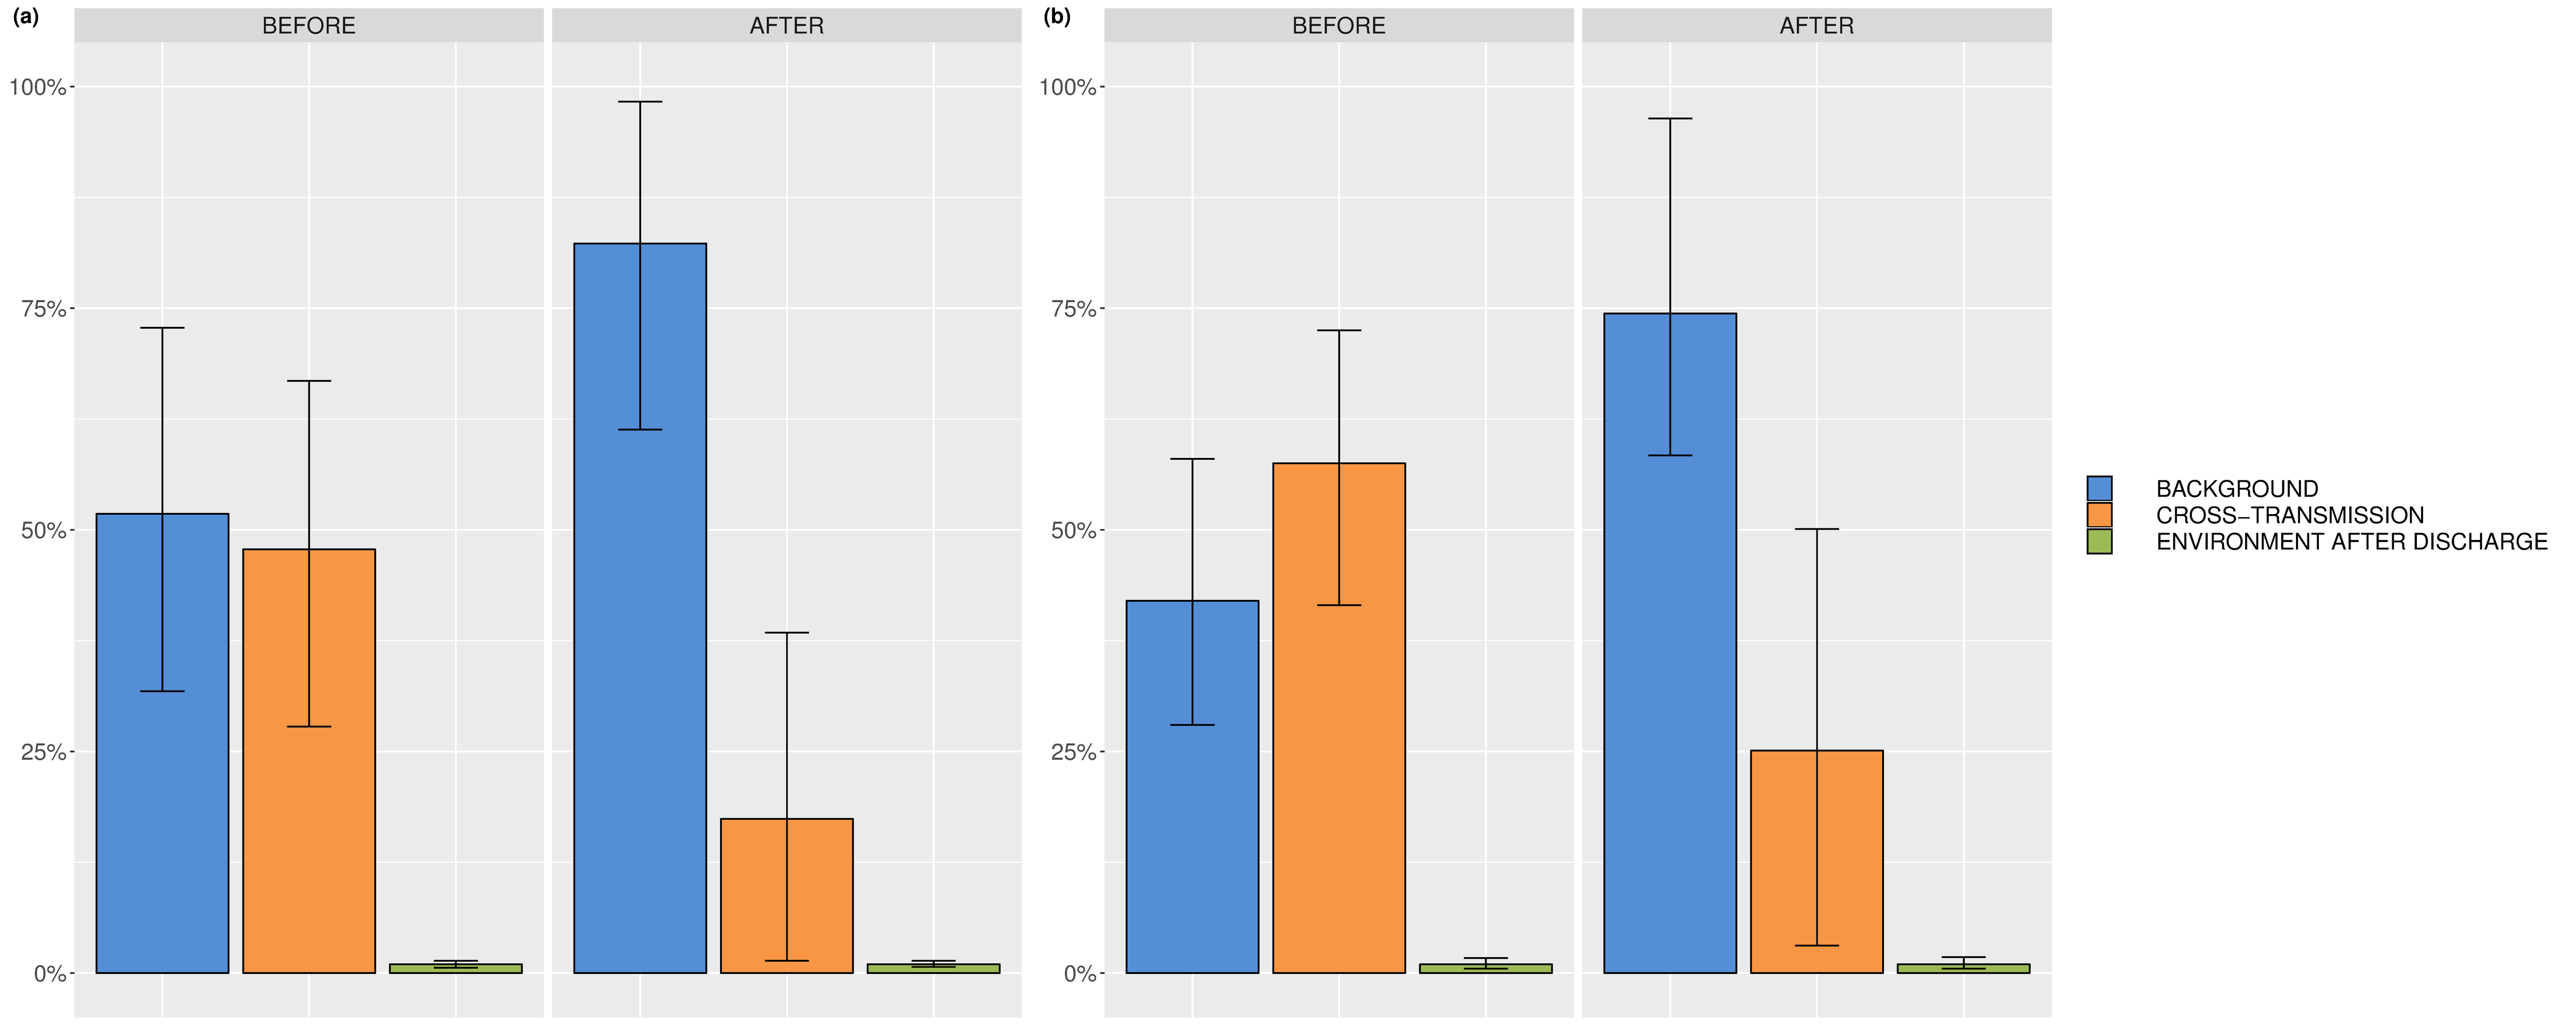 (a)
BEFORE
AFTER
100%
75%
50%
25%
0%
(b)
BEFORE
AFTER
100%
75%
50%
25%
0%
BACKGROUND
CROSS−TRANSMISSION
ENVIRONMENT AFTER DISCHARGE